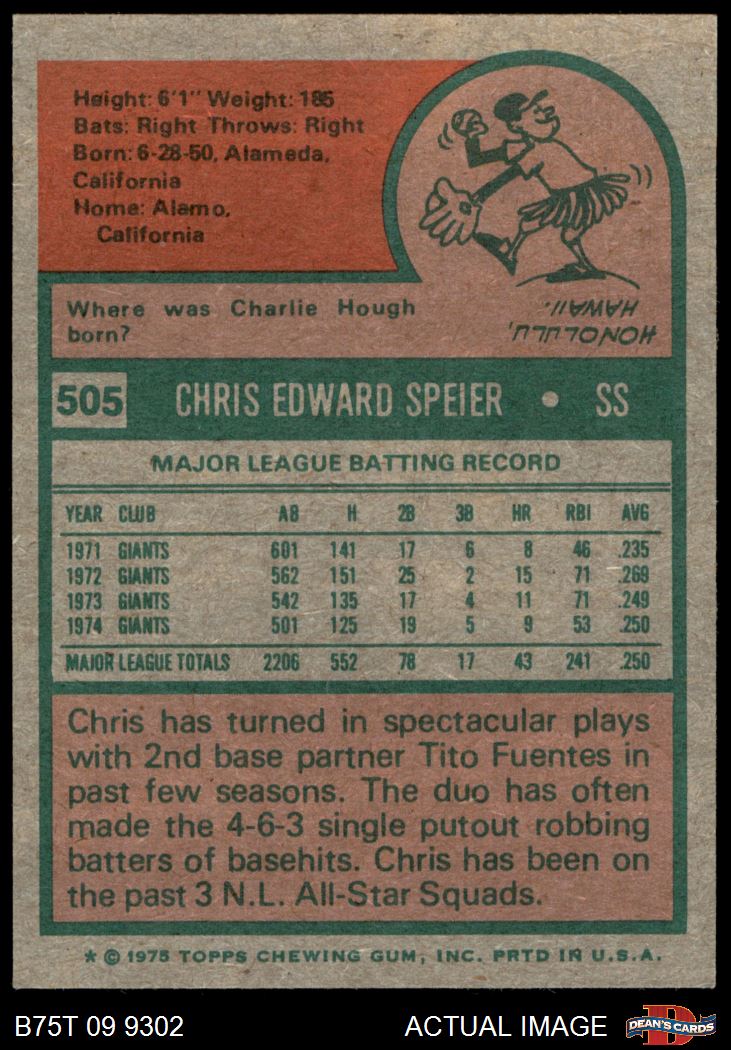 Height: 6'1" Weight: 185
Bats: Right Throws: Right
Born: 6-28-50, Alameda,
California
Home: Alamo,
California
Where was Charlie Hough
born?
HONOLULU,
HAWAII.
505 CHRIS EDWARD SPEIER • SS
MAJOR LEAGUE BATTING RECORD
YEAR CLUB AB H 2B 3B HR RBI AVG
1971 GIANTS 601 141 17 6 8 46 .235
1972 GIANTS 562 151 25 2 15 71 .269
1973 GIANTS 542 135 17 4 11 71 .249
1974 GIANTS 501 125 19 5 9 53 .250
MAJOR LEAGUE TOTALS 2206 552 78 17 43 241 .250
Chris has turned in spectacular plays
with 2nd base partner Tito Fuentes in
past few seasons. The duo has often
made the 4-6-3 single putout robbing
batters of basehits. Chris has been on
the past 3 N.L. All-Star Squads.
* © 1975 TOPPS CHEWING GUM, INC. PRTD IN U.S.A.
B75T 09 9302 ACTUAL IMAGE DEAN'S CARDS